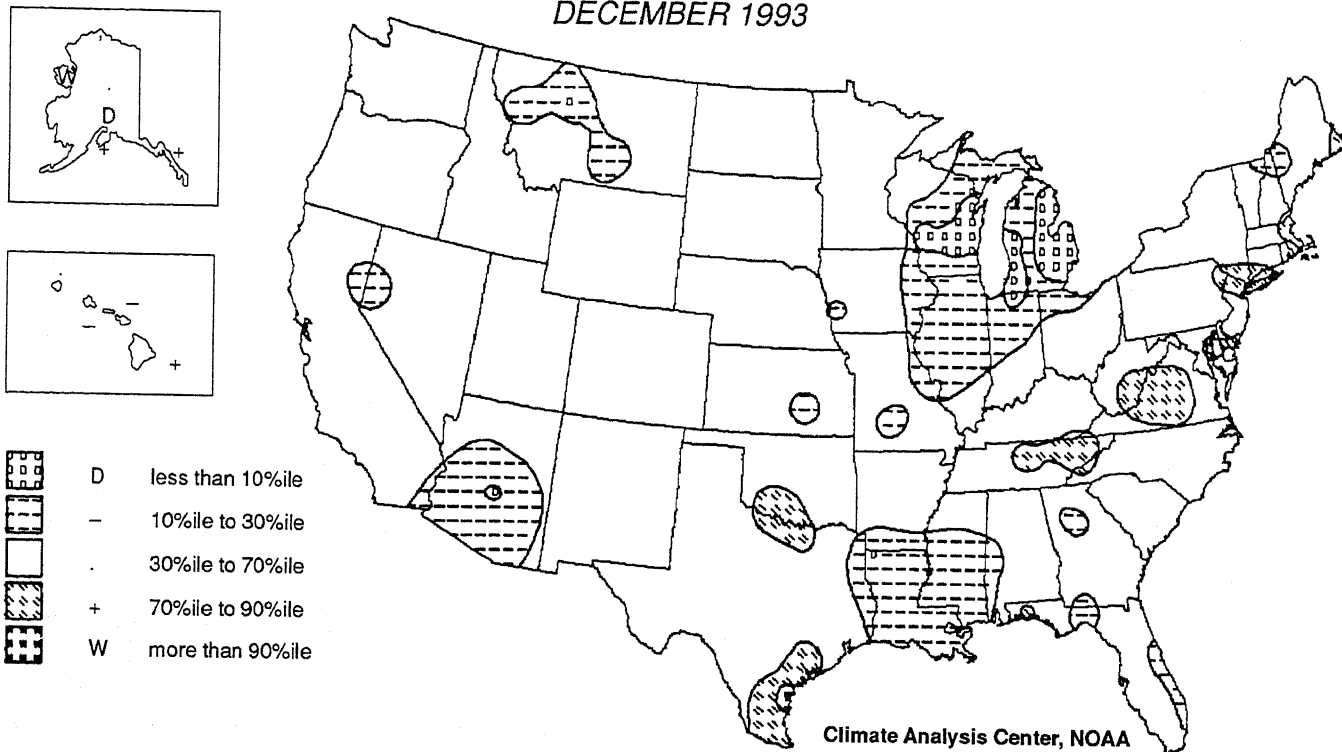 DECEMBER 1993
W
D
+
+
.
−
−
+
D less than 10%ile
− 10%ile to 30%ile
. 30%ile to 70%ile
+ 70%ile to 90%ile
W more than 90%ile
Climate Analysis Center, NOAA